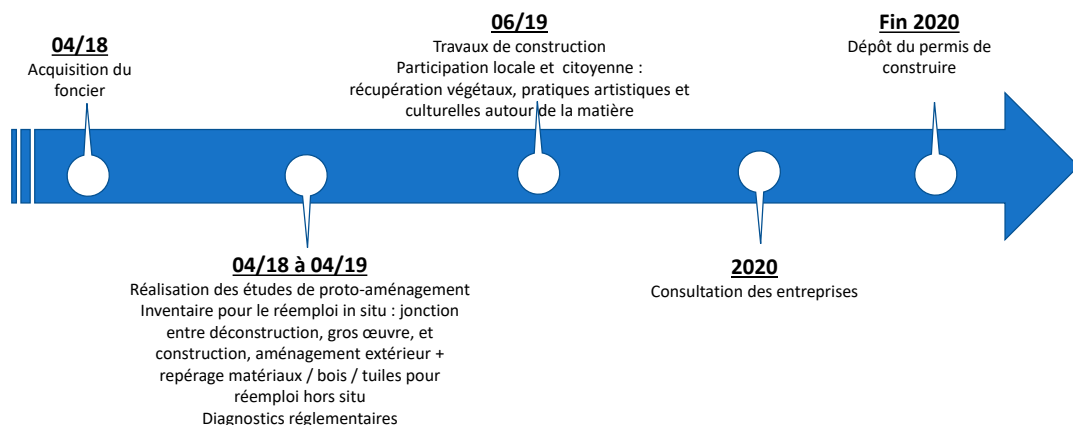 04/18
Acquisition du
foncier
04/18 à 04/19
Réalisation des études de proto-aménagement
Inventaire pour le réemploi in situ : jonction
entre déconstruction, gros œuvre, et
construction, aménagement extérieur +
repérage matériaux / bois / tuiles pour
réemploi hors situ
Diagnostics réglementaires
06/19
Travaux de construction
Participation locale et citoyenne :
récupération végétaux, pratiques artistiques et
culturelles autour de la matière
2020
Consultation des entreprises
Fin 2020
Dépôt du permis de
construire